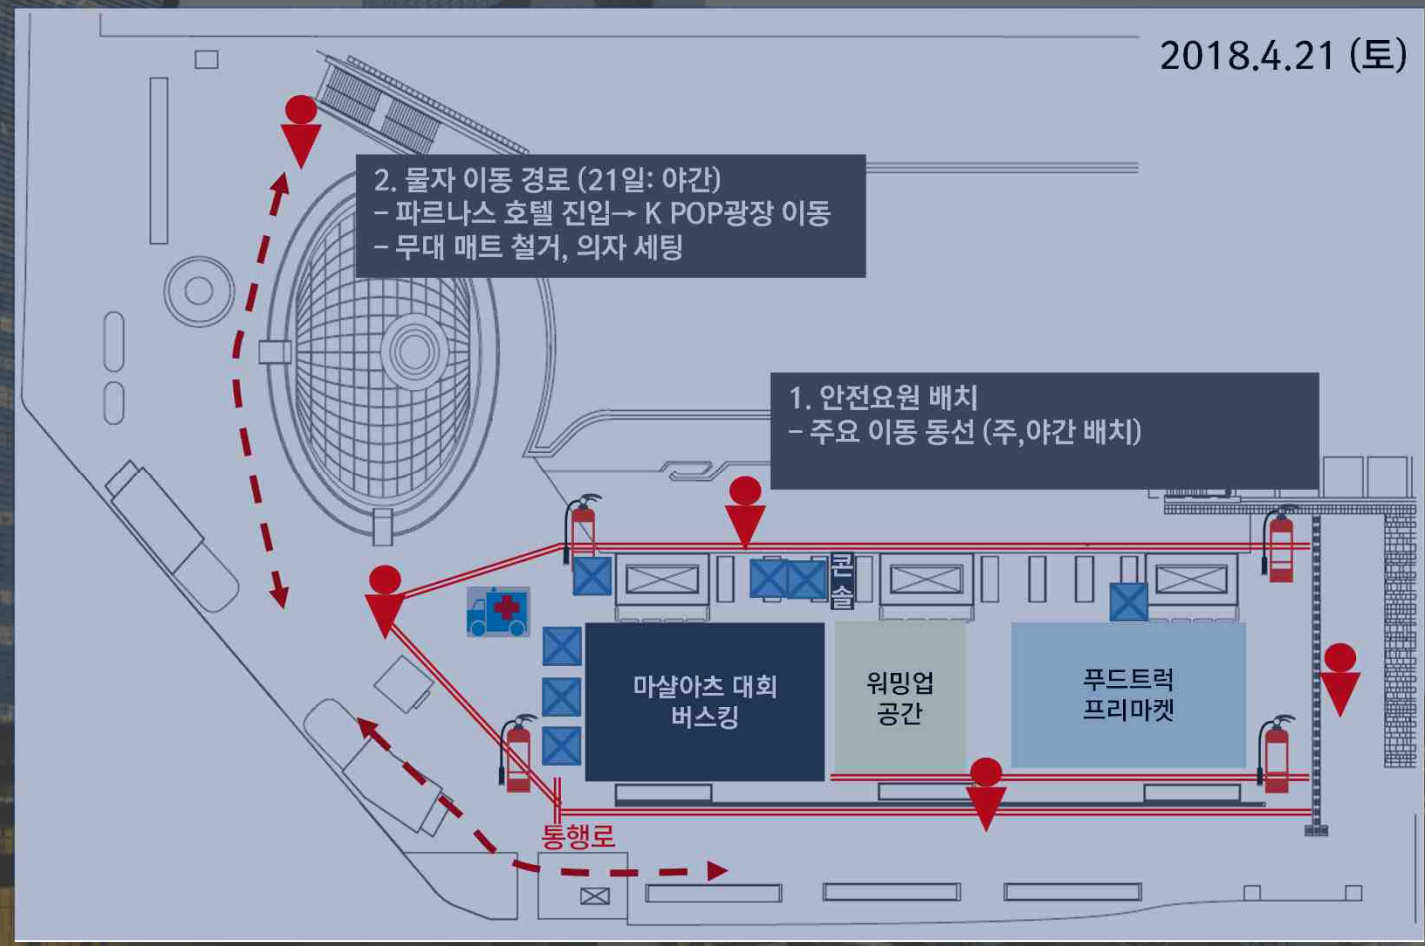 2018.4.21 (토)
2. 물자 이동 경로 (21일: 야간)
– 파르나스 호텔 진입→ K POP광장 이동
– 무대 매트 철거, 의자 세팅
1. 안전요원 배치
– 주요 이동 동선 (주,야간 배치)
콘
솔
마샬아츠 대회
버스킹
워밍업
공간
푸드트럭
프리마켓
통행로